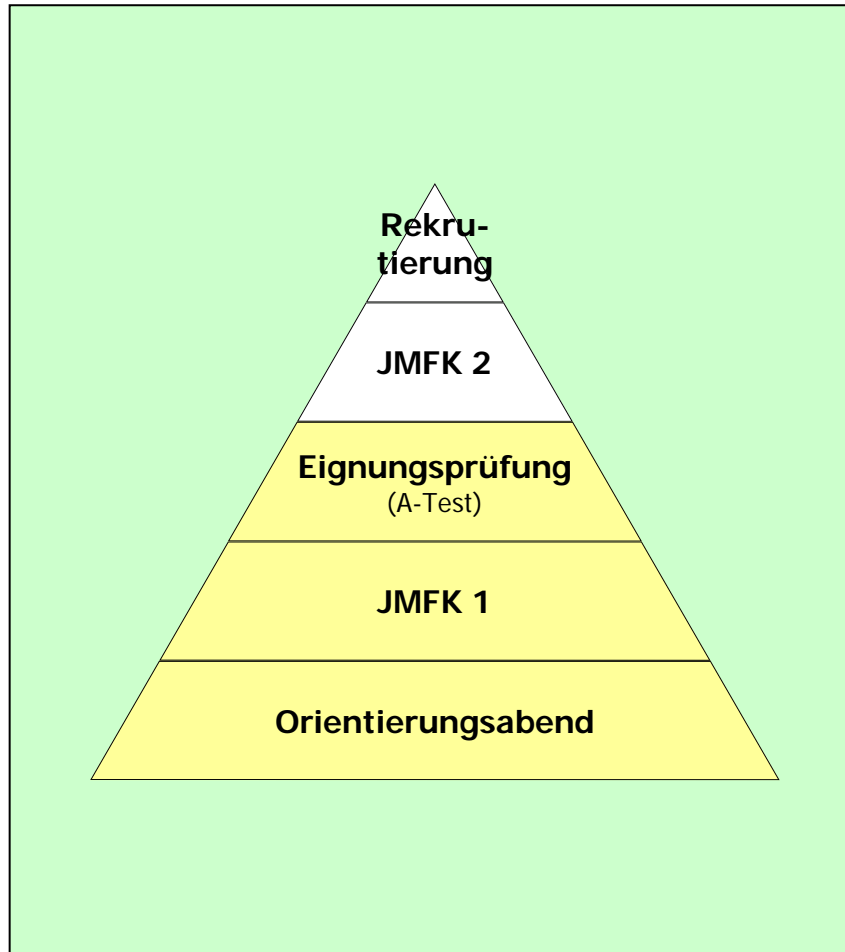 Rekru-
tierung
JMFK 2
Eignungsprüfung
(A-Test)
JMFK 1
Orientierungsabend